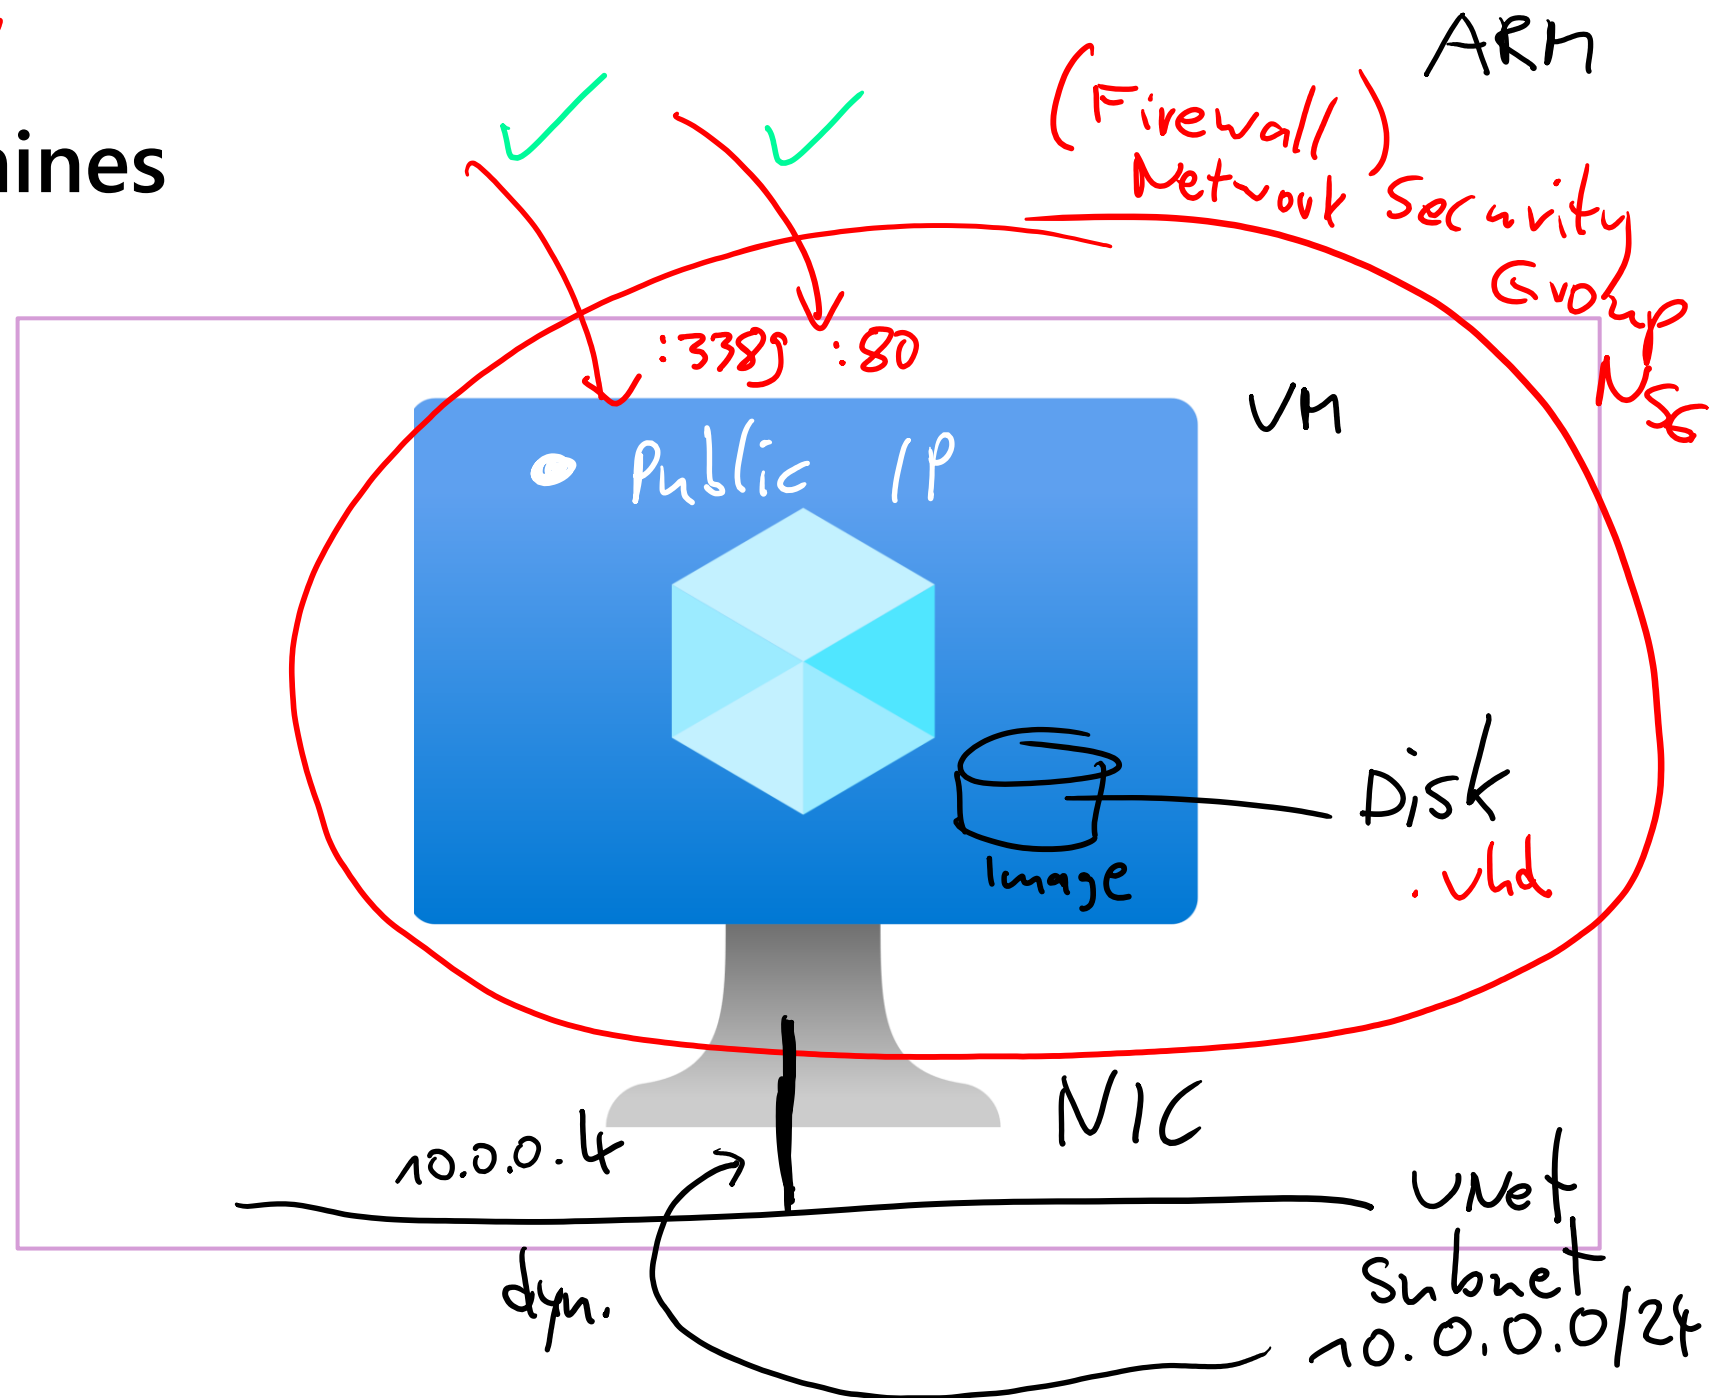 ARM
hines
(Firewall)
Network Security
Group
NSG
:3389 :80
VM
Public IP
Disk
.vhd
Image
NIC
10.0.0.4
VNet
dyn.
Subnet
10.0.0.0/24